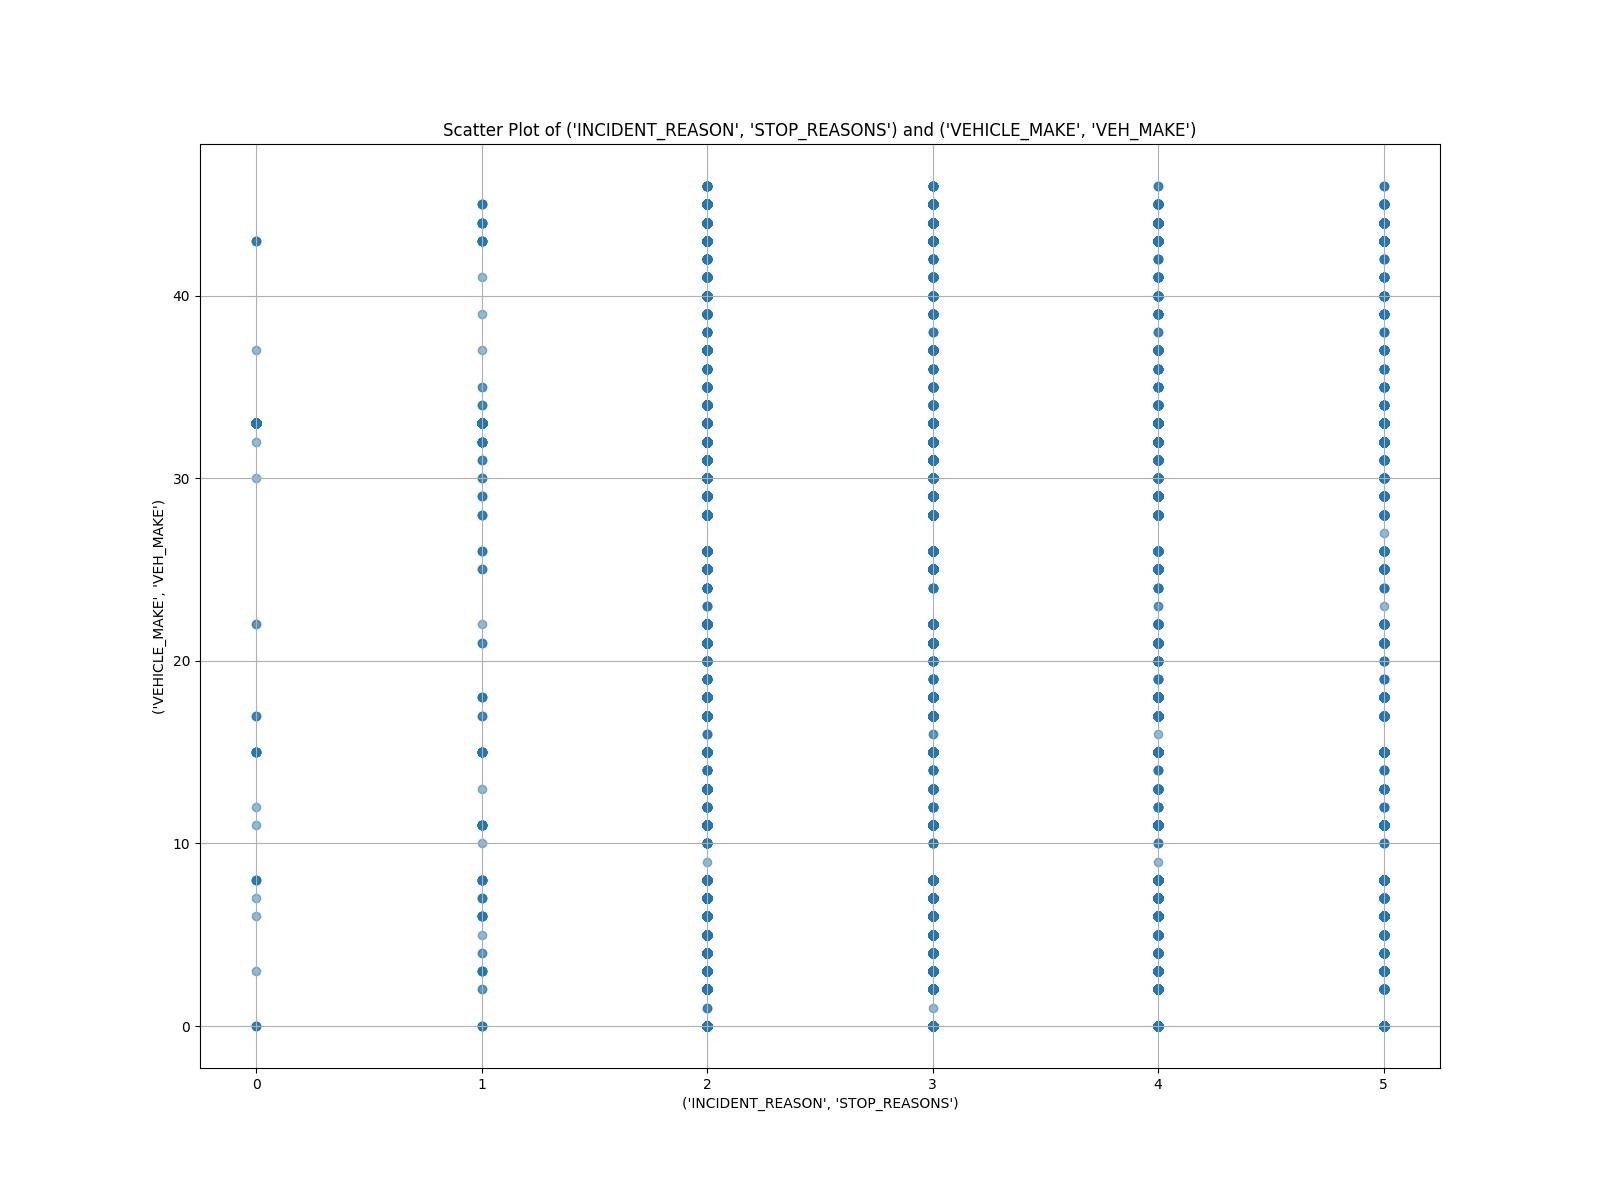 Scatter Plot of ('INCIDENT_REASON', 'STOP_REASONS') and ('VEHICLE_MAKE', 'VEH_MAKE')
('VEHICLE_MAKE', 'VEH_MAKE')
40
30
20
10
0
0 1 2 3 4 5
('INCIDENT_REASON', 'STOP_REASONS')